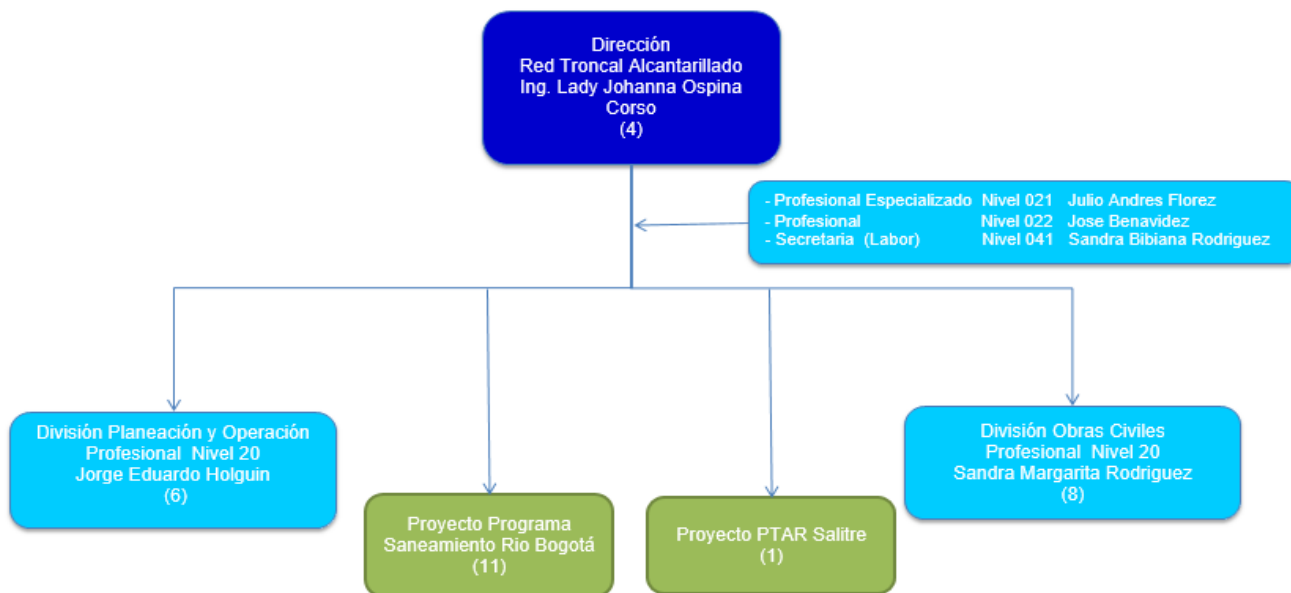 Dirección
Red Troncal Alcantarillado
Ing. Lady Johanna Ospina
Corso
(4)
- Profesional Especializado Nivel 021 Julio Andres Florez
- Profesional Nivel 022 Jose Benavidez
- Secretaria (Labor) Nivel 041 Sandra Bibiana Rodriguez
División Planeación y Operación
Profesional Nivel 20
Jorge Eduardo Holguin
(6)
Proyecto Programa
Saneamiento Rio Bogotá
(11)
Proyecto PTAR Salitre
(1)
División Obras Civiles
Profesional Nivel 20
Sandra Margarita Rodriguez
(8)